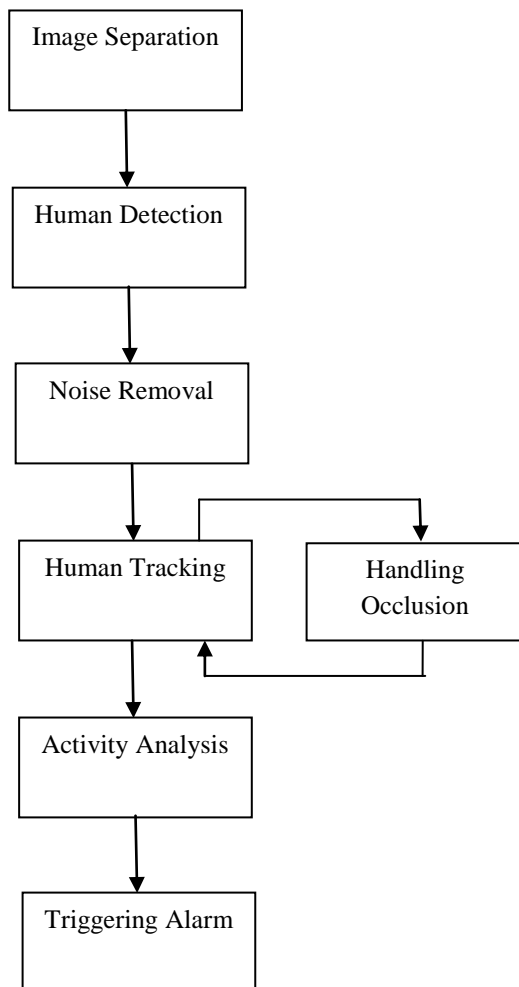 Image Separation
Human Detection
Noise Removal
Human Tracking
Handling
Occlusion
Activity Analysis
Triggering Alarm